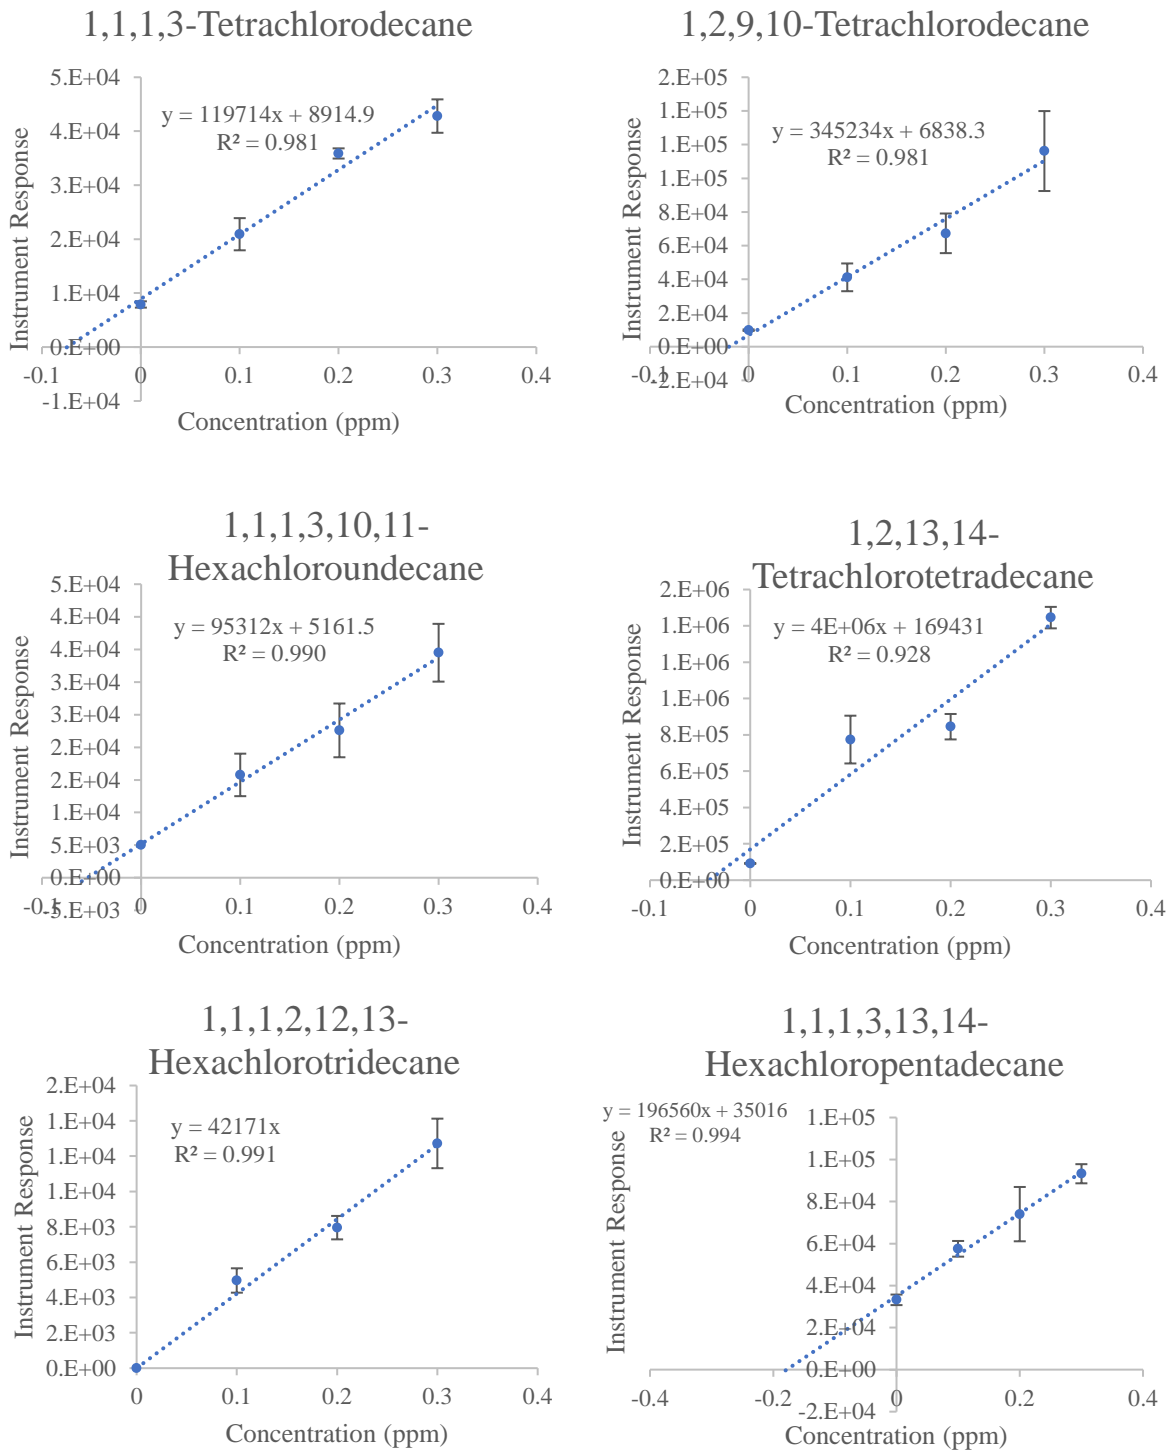 1,1,1,3-Tetrachlorodecane
5.E+04
4.E+04
3.E+04
2.E+04
1.E+04
0.E+00
-1.E+04
-0.1
0
0.1
0.2
0.3
0.4
y = 119714x + 8914.9
R² = 0.981
Instrument Response
Concentration (ppm)
1,2,9,10-Tetrachlorodecane
2.E+05
1.E+05
1.E+05
1.E+05
8.E+04
6.E+04
4.E+04
2.E+04
0.E+00
-2.E+04
-0.1
0
0.1
0.2
0.3
0.4
y = 345234x + 6838.3
R² = 0.981
Instrument Response
Concentration (ppm)
1,1,1,3,10,11-
Hexachloroundecane
5.E+04
4.E+04
4.E+04
3.E+04
3.E+04
2.E+04
2.E+04
1.E+04
5.E+03
0.E+00
-5.E+03
-0.1
0
0.1
0.2
0.3
0.4
y = 95312x + 5161.5
R² = 0.990
Instrument Response
Concentration (ppm)
1,2,13,14-
Tetrachlorotetradecane
2.E+06
1.E+06
1.E+06
1.E+06
8.E+05
6.E+05
4.E+05
2.E+05
0.E+00
-0.1
0
0.1
0.2
0.3
0.4
y = 4E+06x + 169431
R² = 0.928
Instrument Response
Concentration (ppm)
1,1,1,2,12,13-
Hexachlorotridecane
2.E+04
1.E+04
1.E+04
1.E+04
8.E+03
6.E+03
4.E+03
2.E+03
0.E+00
0
0.1
0.2
0.3
0.4
y = 42171x
R² = 0.991
Instrument Response
Concentration (ppm)
1,1,1,3,13,14-
Hexachloropentadecane
y = 196560x + 35016
R² = 0.994
1.E+05
1.E+05
8.E+04
6.E+04
4.E+04
2.E+04
0.E+00
-2.E+04
-0.4
-0.2
0
0.2
0.4
Instrument Response
Concentration (ppm)